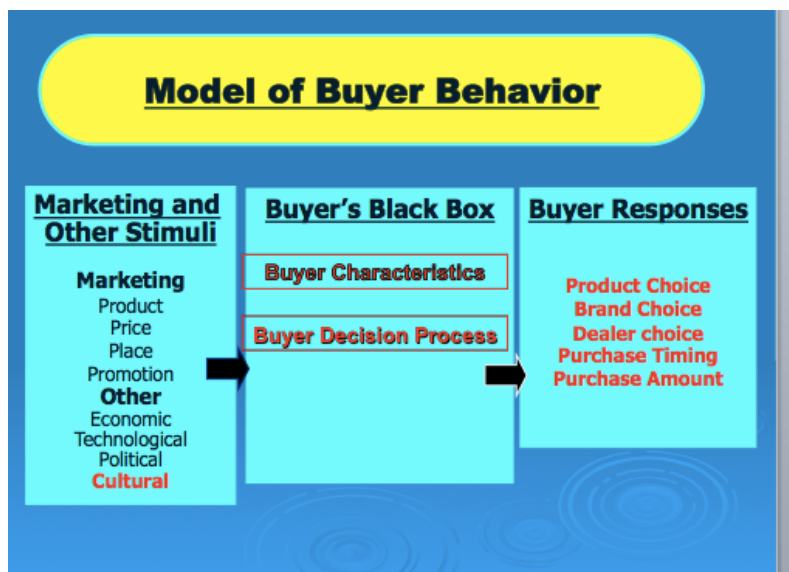 Model of Buyer Behavior
Marketing and
Other Stimuli
Marketing
Product
Price
Place
Promotion
Other
Economic
Technological
Political
Cultural
Buyer's Black Box
Buyer Characteristics
Buyer Decision Process
Buyer Responses
Product Choice
Brand Choice
Dealer choice
Purchase Timing
Purchase Amount